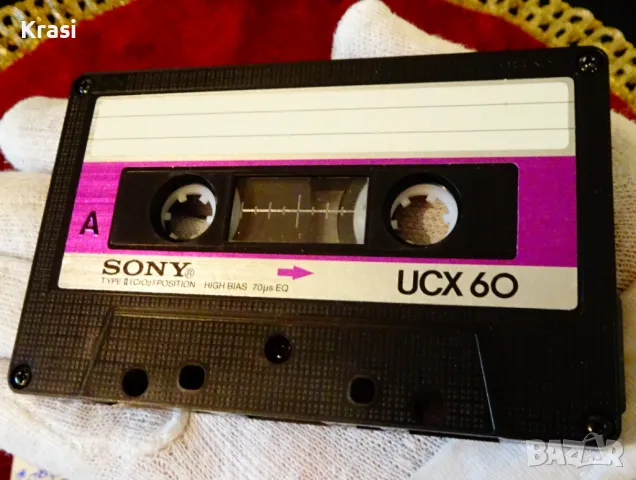 Krasi
A
SONY®
TYPE II (CrO2) POSITION HIGH BIAS 70μs EQ
UCX 60
BAZAR